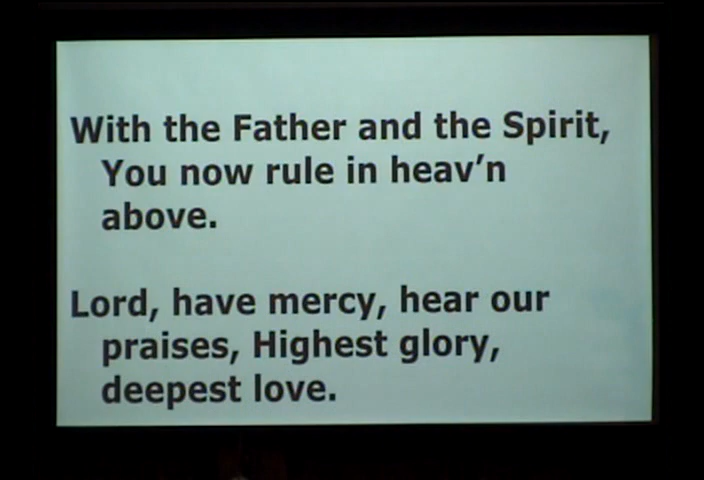 With the Father and the Spirit,
You now rule in heav'n
above.
Lord, have mercy, hear our
praises, Highest glory,
deepest love.